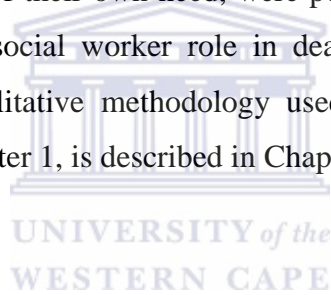 their own need, were p
social worker role in dea
litative methodology used
ter 1, is described in Chap
UNIVERSITY of the
WESTERN CAPE